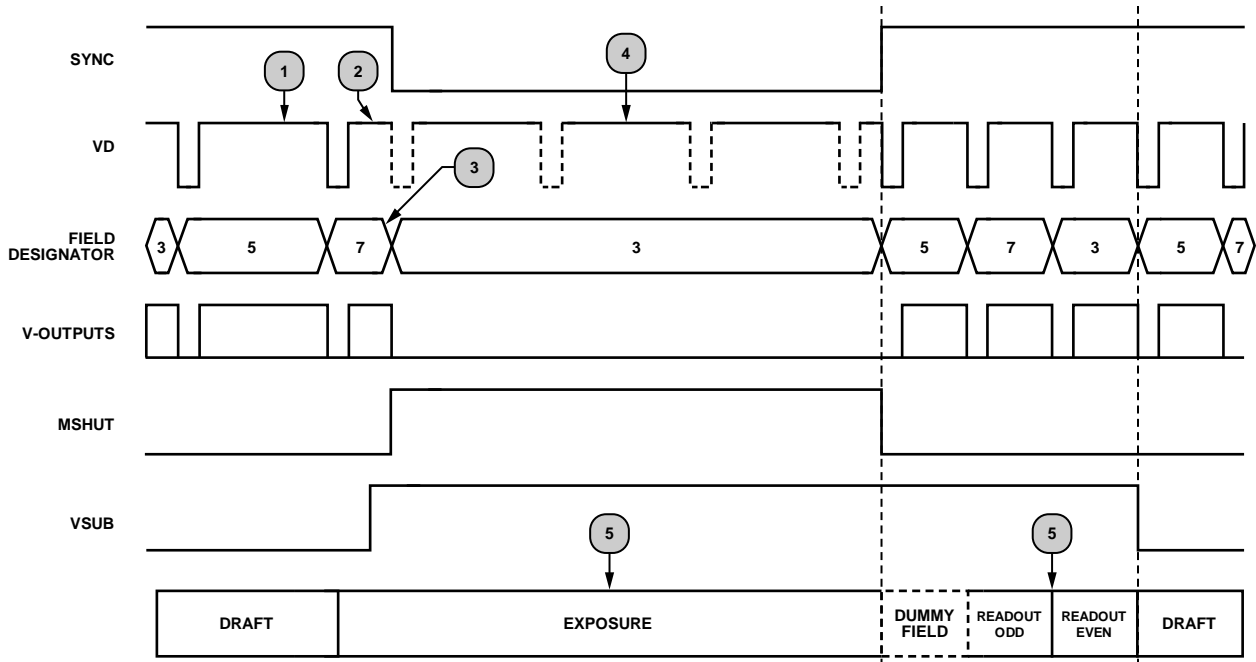 SYNC
1
2
4
VD
3
FIELD
DESIGNATOR
3
5
7
3
5
7
3
5
7
V-OUTPUTS
MSHUT
VSUB
5
5
DRAFT
EXPOSURE
DUMMY
FIELD
READOUT
ODD
READOUT
EVEN
DRAFT